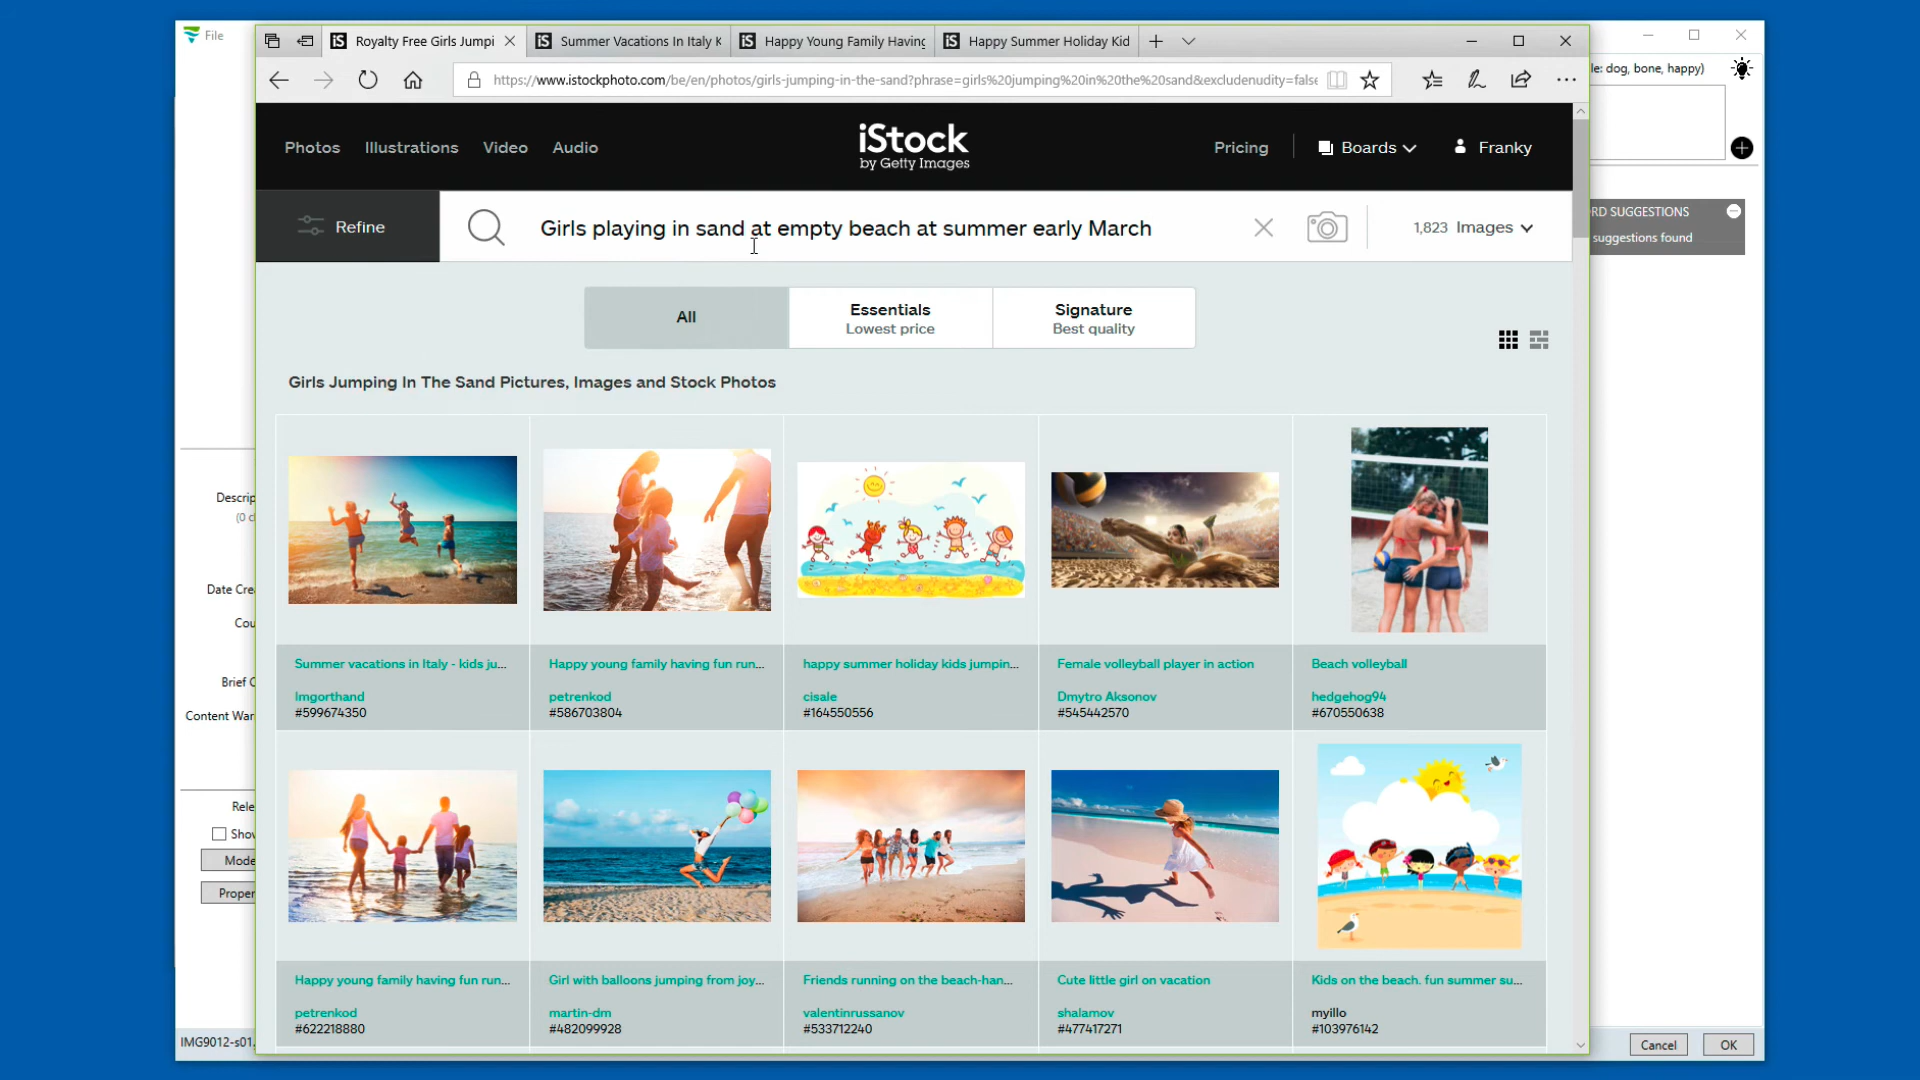 File
Royalty Free Girls Jumpi
Summer Vacations In Italy K
Happy Young Family Having
Happy Summer Holiday Kid
https://www.istockphoto.com/be/en/photos/girls-jumping-in-the-sand?phrase=girls%20jumping%20in%20the%20sand&excludenudity=false
le: dog, bone, happy)
Photos
Illustrations
Video
Audio
iStock
by Getty Images
Pricing
Boards
Franky
Refine
Girls playing in sand at empty beach at summer early March
1,823 Images
RD SUGGESTIONS
suggestions found
All
Essentials
Lowest price
Signature
Best quality
Girls Jumping In The Sand Pictures, Images and Stock Photos
Descrip
(0 c
Date Cre
Cou
Brief C
Content War
Rele
Show
Mode
Proper
Summer vacations in Italy - kids ju...
Imgorthand
#599674350
Happy young family having fun run...
petrenkod
#586703804
happy summer holiday kids jumpin...
cisale
#164550556
Female volleyball player in action
Dmytro Aksonov
#545442570
Beach volleyball
hedgehog94
#670550638
Happy young family having fun run...
petrenkod
#622218880
Girl with balloons jumping from joy...
martin-dm
#482099928
Friends running on the beach-han...
valentinrussanov
#533712240
Cute little girl on vacation
shalamov
#477417271
Kids on the beach. fun summer su...
myillo
#103976142
IMG9012-s01.
Cancel
OK